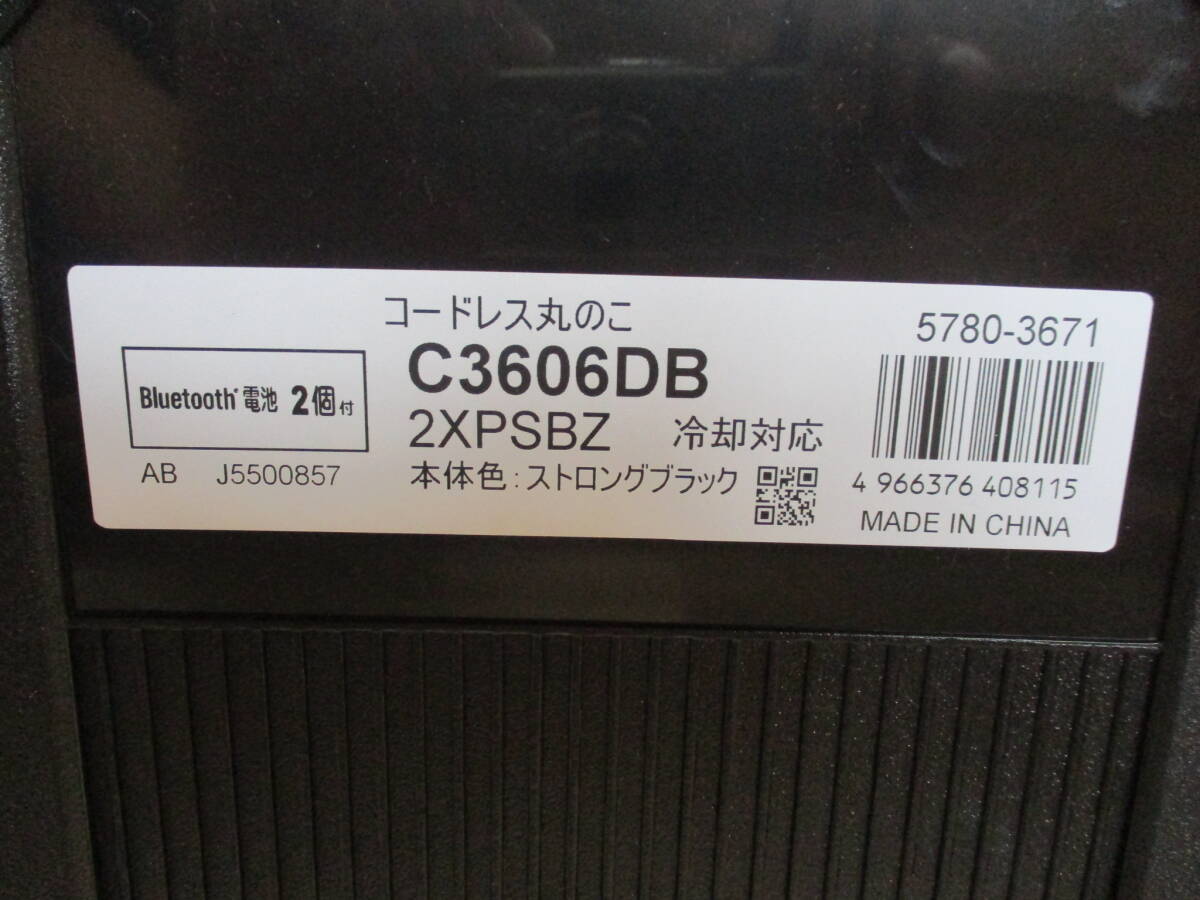 コードレス丸のこ
C3606DB
2XPSBZ 冷却対応
本体色:ストロングブラック
Bluetooth® 電池 2個付
AB J5500857
5780-3671
4 966376 408115
MADE IN CHINA